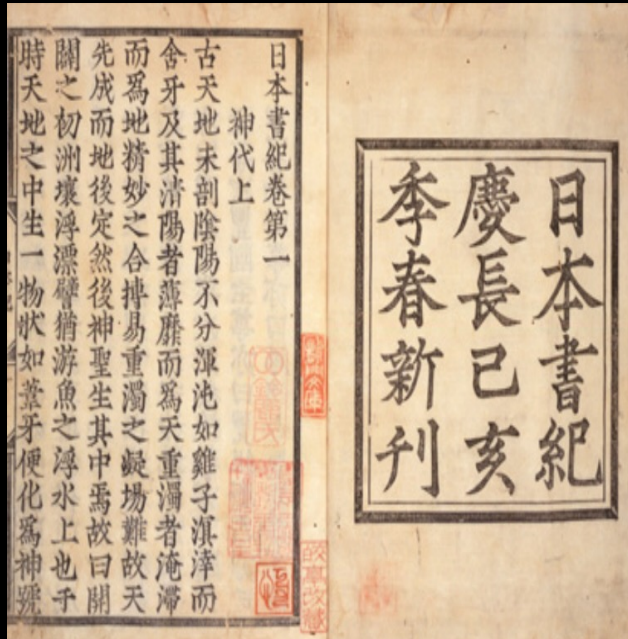 日本書紀
慶長己亥
季春新刊
日本書紀卷第一
神代上
古天地未剖陰陽不分渾沌如雞子溟涬而
含牙及其清陽者薄靡而爲天重濁者淹滯
而爲地精妙之合摶易重濁之凝場難故天
先成而地後定然後神聖生其中焉故曰開
闢之初洲壤浮漂譬猶游魚之浮水上也于
時天地之中生一物狀如葦牙便化爲神號